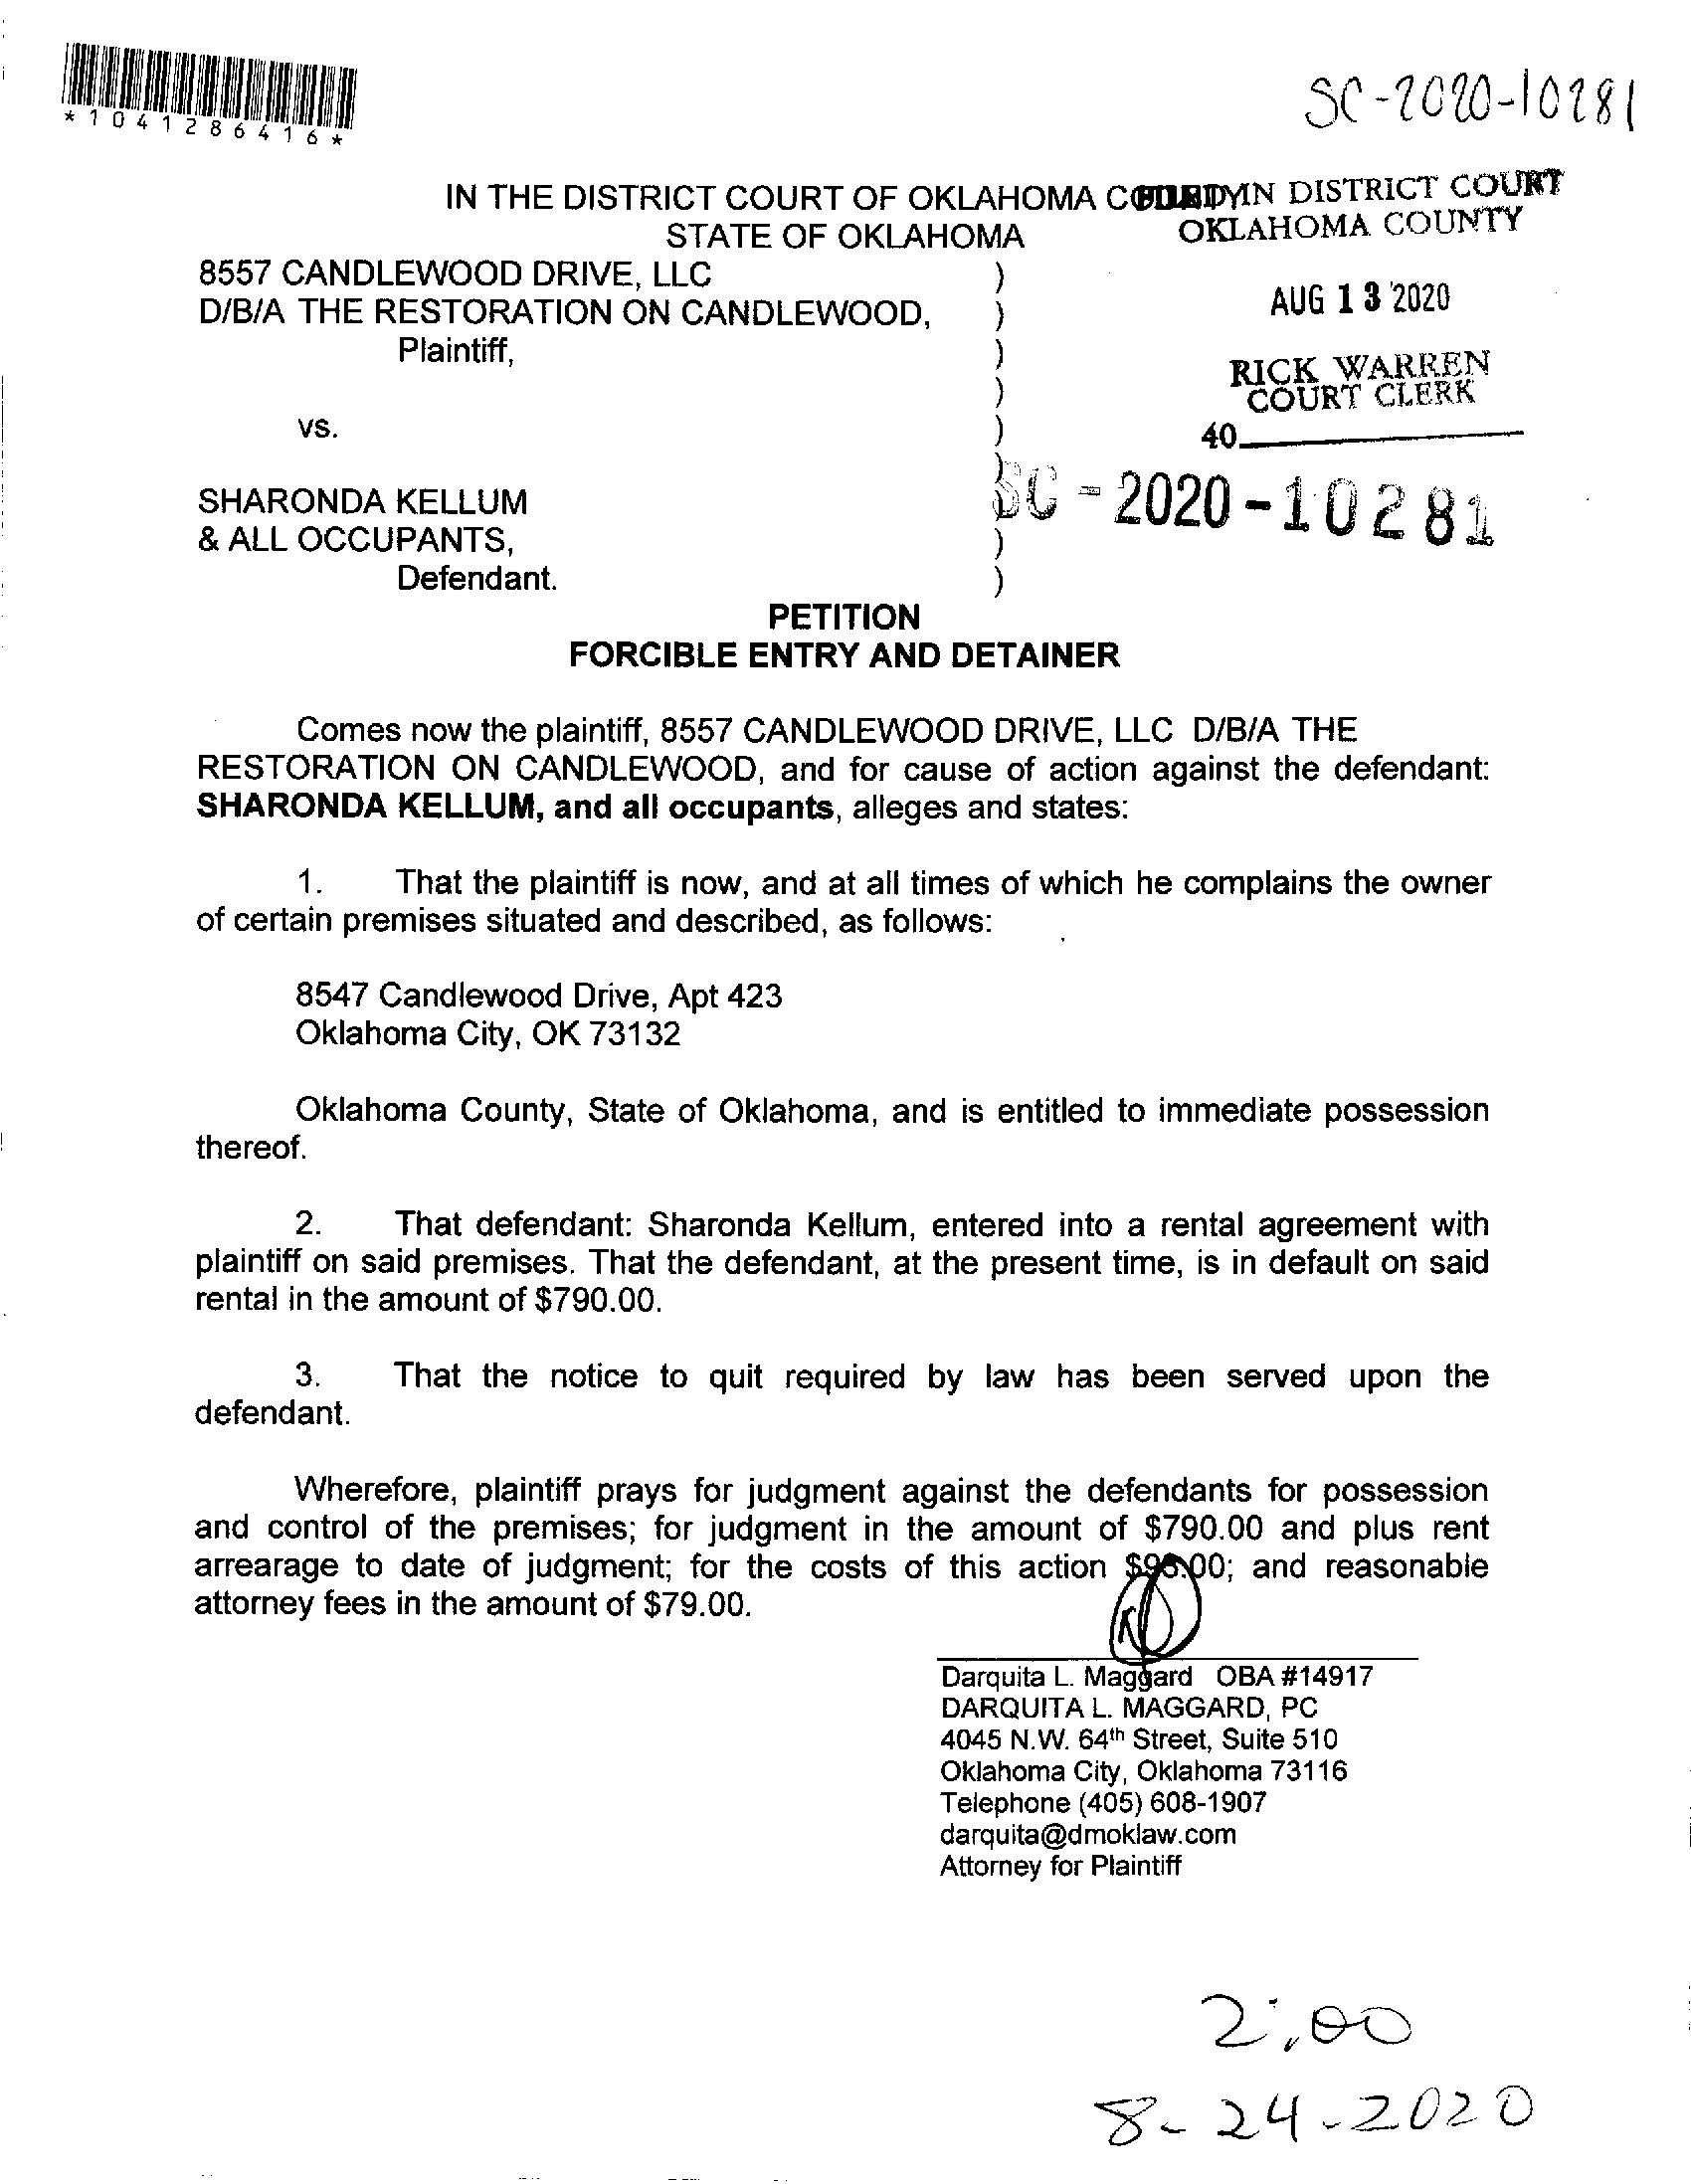 *1041286416*
SC-2020-10281
IN THE DISTRICT COURT OF OKLAHOMA COUNTY
FILED IN DISTRICT COURT
STATE OF OKLAHOMA
OKLAHOMA COUNTY
8557 CANDLEWOOD DRIVE, LLC )
D/B/A THE RESTORATION ON CANDLEWOOD, )
AUG 13 2020
Plaintiff, )
RICK WARREN
COURT CLERK
)
vs. )
40
)
SC-2020-10281
SHARONDA KELLUM )
& ALL OCCUPANTS, )
Defendant. )
PETITION
FORCIBLE ENTRY AND DETAINER
Comes now the plaintiff, 8557 CANDLEWOOD DRIVE, LLC D/B/A THE
RESTORATION ON CANDLEWOOD, and for cause of action against the defendant:
SHARONDA KELLUM, and all occupants, alleges and states:
1. That the plaintiff is now, and at all times of which he complains the owner
of certain premises situated and described, as follows:
8547 Candlewood Drive, Apt 423
Oklahoma City, OK 73132
Oklahoma County, State of Oklahoma, and is entitled to immediate possession
thereof.
2. That defendant: Sharonda Kellum, entered into a rental agreement with
plaintiff on said premises. That the defendant, at the present time, is in default on said
rental in the amount of $790.00.
3. That the notice to quit required by law has been served upon the
defendant.
Wherefore, plaintiff prays for judgment against the defendants for possession
and control of the premises; for judgment in the amount of $790.00 and plus rent
arrearage to date of judgment; for the costs of this action and reasonable
attorney fees in the amount of $79.00.
Darquita L. Maggard OBA #14917
DARQUITA L. MAGGARD, PC
4045 N.W. 64th Street, Suite 510
Oklahoma City, Oklahoma 73116
Telephone (405) 608-1907
darquita@dmoklaw.com
Attorney for Plaintiff
2:00
8-24-2020